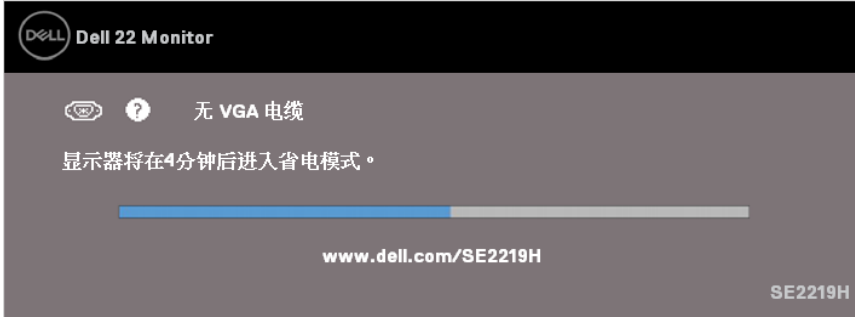 DELL Dell 22 Monitor
? 无 VGA 电缆
显示器将在4分钟后进入省电模式。
www.dell.com/SE2219H
SE2219H